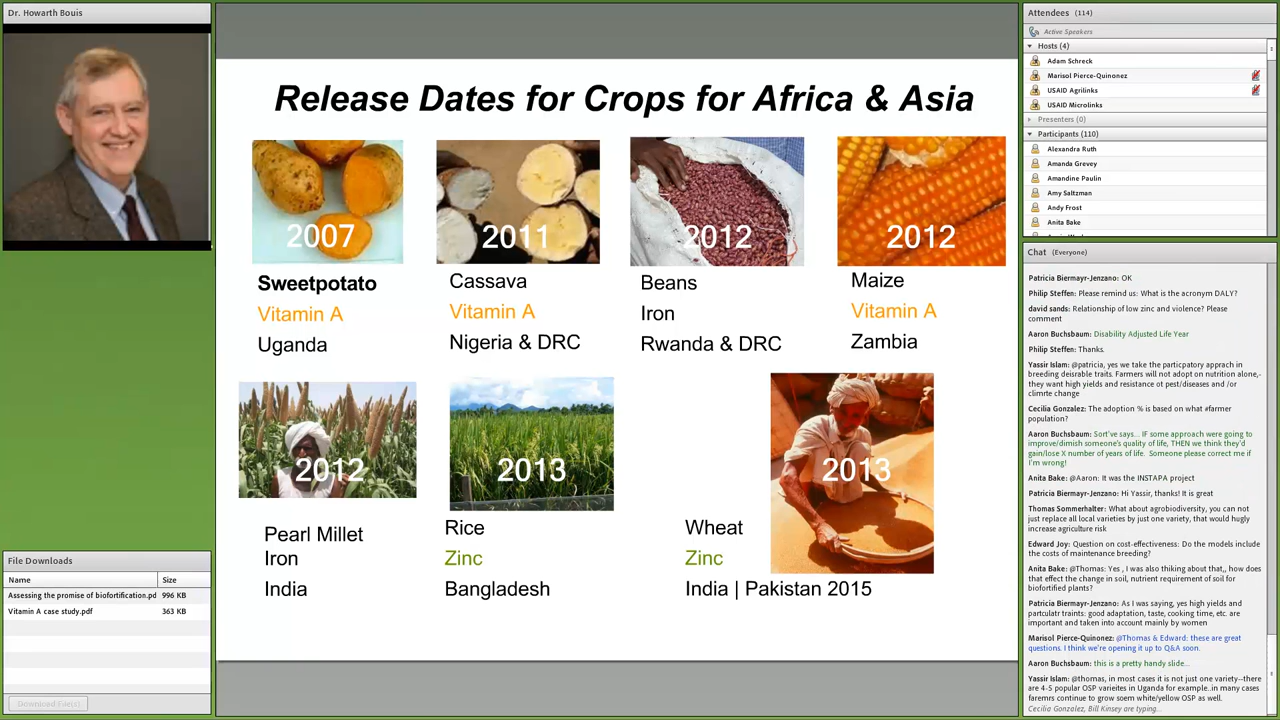 Dr. Howarth Bouis
Release Dates for Crops for Africa & Asia
2007
Sweetpotato
Vitamin A
Uganda
2011
Cassava
Vitamin A
Nigeria & DRC
2012
Beans
Iron
Rwanda & DRC
2012
Maize
Vitamin A
Zambia
2012
Pearl Millet
Iron
India
2013
Rice
Zinc
Bangladesh
2013
Wheat
Zinc
India | Pakistan 2015
File Downloads
Name Size
Assessing the promise of biofortification.pd 996 KB
Vitamin A case study.pdf 363 KB
Download File(s)
Attendees (114)
Active Speakers
Hosts (4)
Adam Schreck
Marisol Pierce-Quinonez
USAID Agrilinks
USAID Microlinks
Presenters (0)
Participants (110)
Alexandra Ruth
Amanda Grevey
Amandine Paulin
Amy Saltzman
Andy Frost
Anita Bake
Chat (Everyone)
Patricia Biermayr-Jenzano: OK
Philip Steffen: Please remind us: What is the acronym DALY?
david sands: Relationship of low zinc and violence? Please
comment
Aaron Buchsbaum: Disability Adjusted Life Year
Philip Steffen: Thanks.
Yassir Islam: @patricia, yes we take the particpatory appraoch in
breeding deisrable traits. Farmers will not adopt on nutrition alone,-
they want high yields and resistance ot pest/diseases and /or
climrte change
Cecilia Gonzalez: The adoption % is based on what #farmer
population?
Aaron Buchsbaum: Sort've says... IF some approach were going to
improve/dimish someone's quality of life, THEN we think they'd
gain/lose X number of years of life. Someone please correct me if
I'm wrong!
Anita Bake: @Aaron: It was the INSTAPA project
Patricia Biermayr-Jenzano: Hi Yassir, thanks! It is great
Thomas Sommerhalter: What about agrobiodiversity, you can not
just replace all local varieties by just one variety, that would hugly
increase agriculture risk
Edward Joy: Question on cost-effectiveness: Do the models include
the costs of maintenance breeding?
Anita Bake: @Thomas: Yes , I was also thiking about that,, how does
that effect the change in soil, nutrient requirement of soil for
biofortified plants?
Patricia Biermayr-Jenzano: As I was saying, yes high yields and
partculatr traints: good adaptation, taste, cooking time, etc. are
important and taken into account mainly by women
Marisol Pierce-Quinonez: @Thomas & Edward: these are great
questions. I think we're opening it up to Q&A soon.
Aaron Buchsbaum: this is a pretty handy slide...
Yassir Islam: @thomas, in most cases it is not just one variety--there
are 4-5 popular OSP varieites in Uganda for example..in many cases
faremrs continue to grow soem white/yellow OSP as well.
Cecilia Gonzalez, Bill Kinsey are typing...